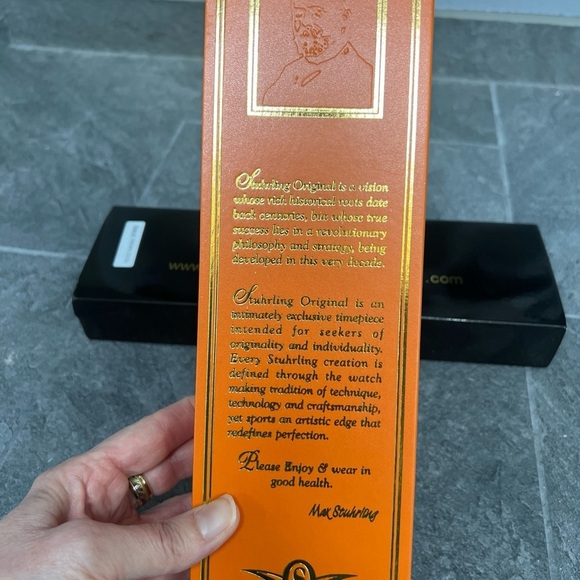 Stuhrling Original is a vision
whose rich historical roots date
back centuries, but whose true
success lies in a revolutionary
philosophy and strategy, being
developed in this very decade.
Stuhrling Original is an
intimately exclusive timepiece
intended for seekers of
originality and individuality.
Every Stuhrling creation is
defined through the watch
making tradition of technique,
technology and craftsmanship,
yet sports an artistic edge that
redefines perfection.
Please Enjoy & wear in
good health.
Max Stuhrling
www
.com